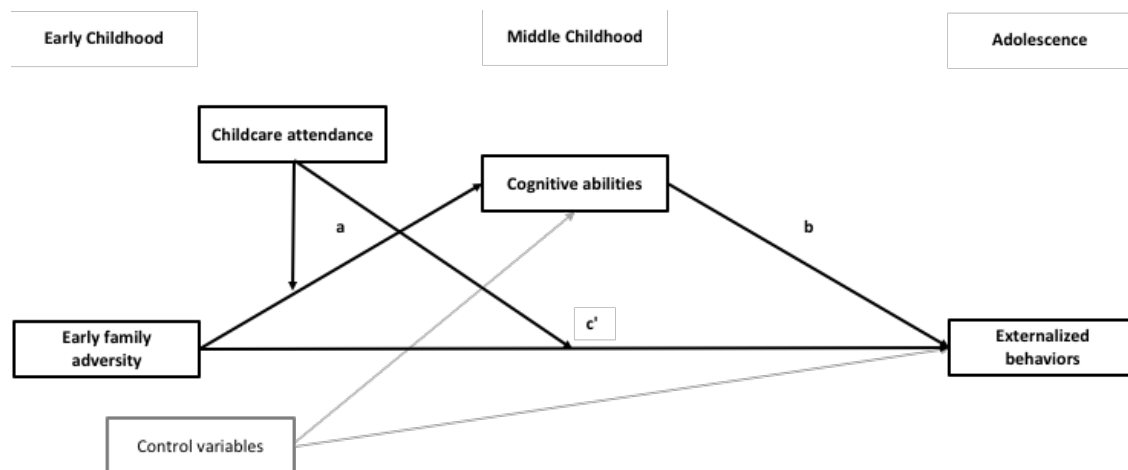 Early Childhood
Middle Childhood
Adolescence
Childcare attendance
Cognitive abilities
a
b
c'
Early family
adversity
Externalized
behaviors
Control variables